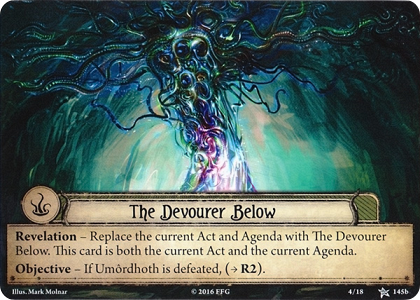 The Devourer Below
Revelation – Replace the current Act and Agenda with The Devourer
Below. This card is both the current Act and the current Agenda.
Objective – If Umôrdhoth is defeated, (→ R2).
Illus. Mark Molnar
© 2016 FFG
4/18
145b